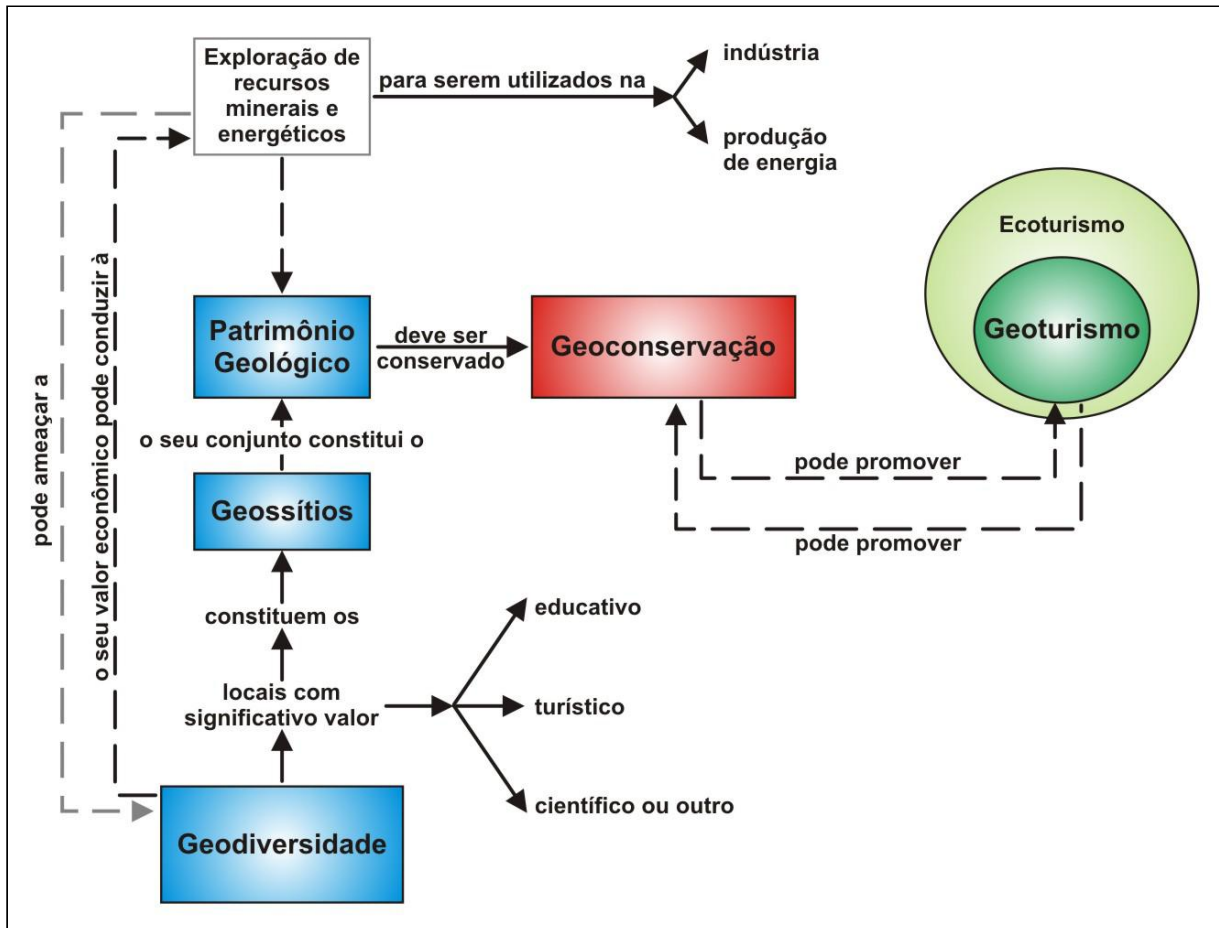 Exploração de
recursos
minerais e
energéticos
para serem utilizados na
indústria
produção
de energia
Ecoturismo
Geoturismo
Patrimônio
Geológico
deve ser
conservado
Geoconservação
pode ameaçar a
o seu valor econômico pode conduzir à
o seu conjunto constitui o
Geossítios
pode promover
pode promover
constituem os
educativo
locais com
significativo valor
turístico
científico ou outro
Geodiversidade